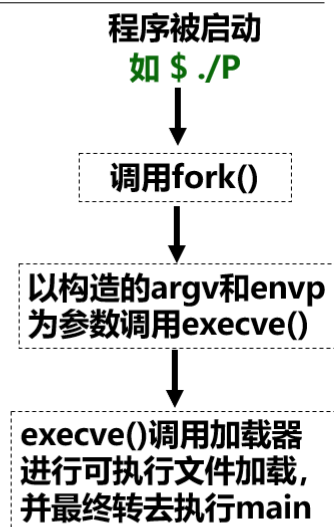 程序被启动
如 $ ./P
调用fork()
以构造的argv和envp
为参数调用execve()
execve()调用加载器
进行可执行文件加载，
并最终转去执行main